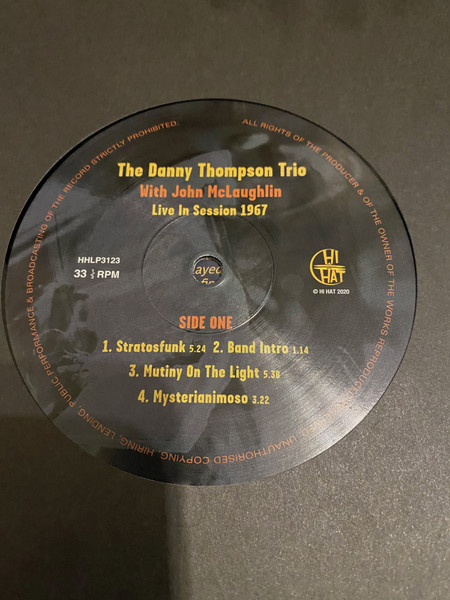 The Danny Thompson Trio
With John McLaughlin
Live In Session 1967
HHLP3123
33 ⅓ RPM
HI
HAT
© HI HAT 2020
ayed
SIDE ONE
1. Stratosfunk 5.24 2. Band Intro 1.14
3. Mutiny On The Light 5.38
4. Mysterianimoso 3.22
ALL RIGHTS OF THE PRODUCER & OF THE OWNER OF THE WORKS REPRODUCED UNAUTHORISED COPYING, HIRING, LENDING, PUBLIC PERFORMANCE & BROADCASTING OF THE RECORD STRICTLY PROHIBITED.